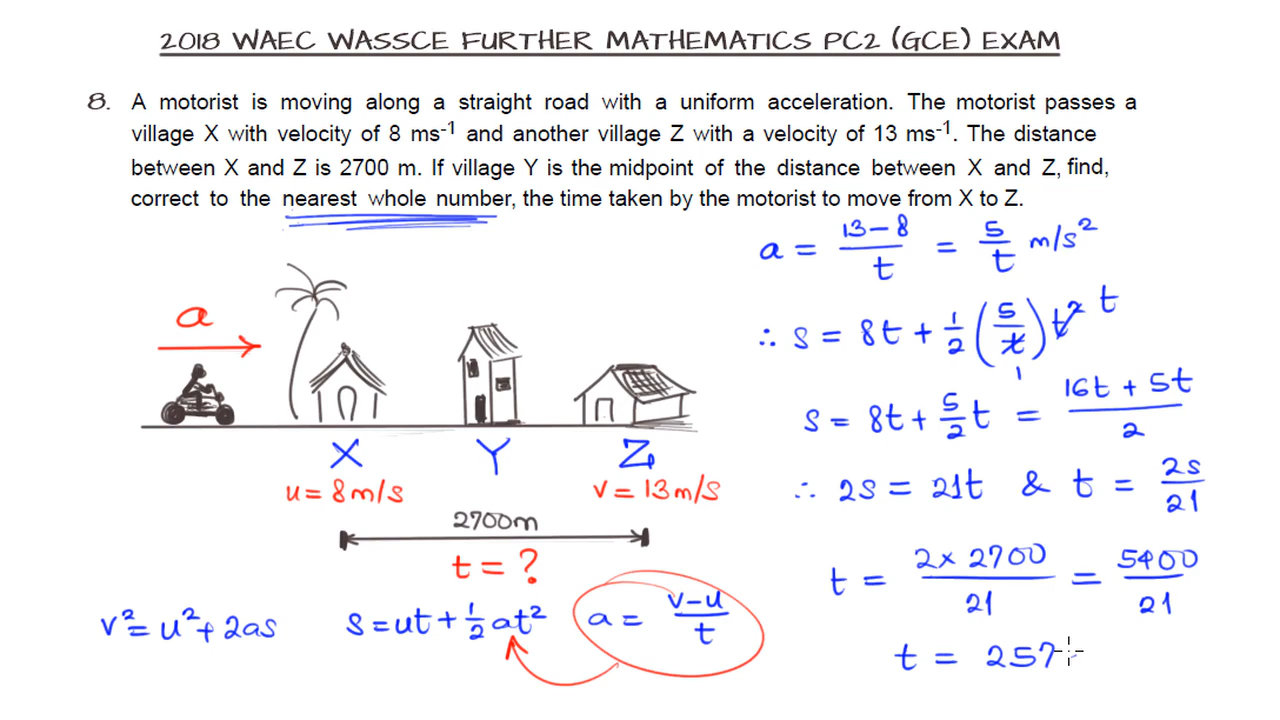 2018 WAEC WASSCE FURTHER MATHEMATICS PC2 (GCE) EXAM
8. A motorist is moving along a straight road with a uniform acceleration. The motorist passes a
village X with velocity of 8 ms⁻¹ and another village Z with a velocity of 13 ms⁻¹. The distance
between X and Z is 2700 m. If village Y is the midpoint of the distance between X and Z, find,
correct to the nearest whole number, the time taken by the motorist to move from X to Z.
a
X Y Z
u = 8m/s v = 13m/s
2700m
t = ?
v² = u² + 2as s = ut + ½at² a = (v-u)/t
a = (13-8)/t = 5/t m/s²
∴ s = 8t + ½(5/t)t² t
1
s = 8t + 5/2 t = (16t + 5t)/2
∴ 2s = 21t & t = 2s/21
t = (2 x 2700)/21 = 5400/21
t = 257